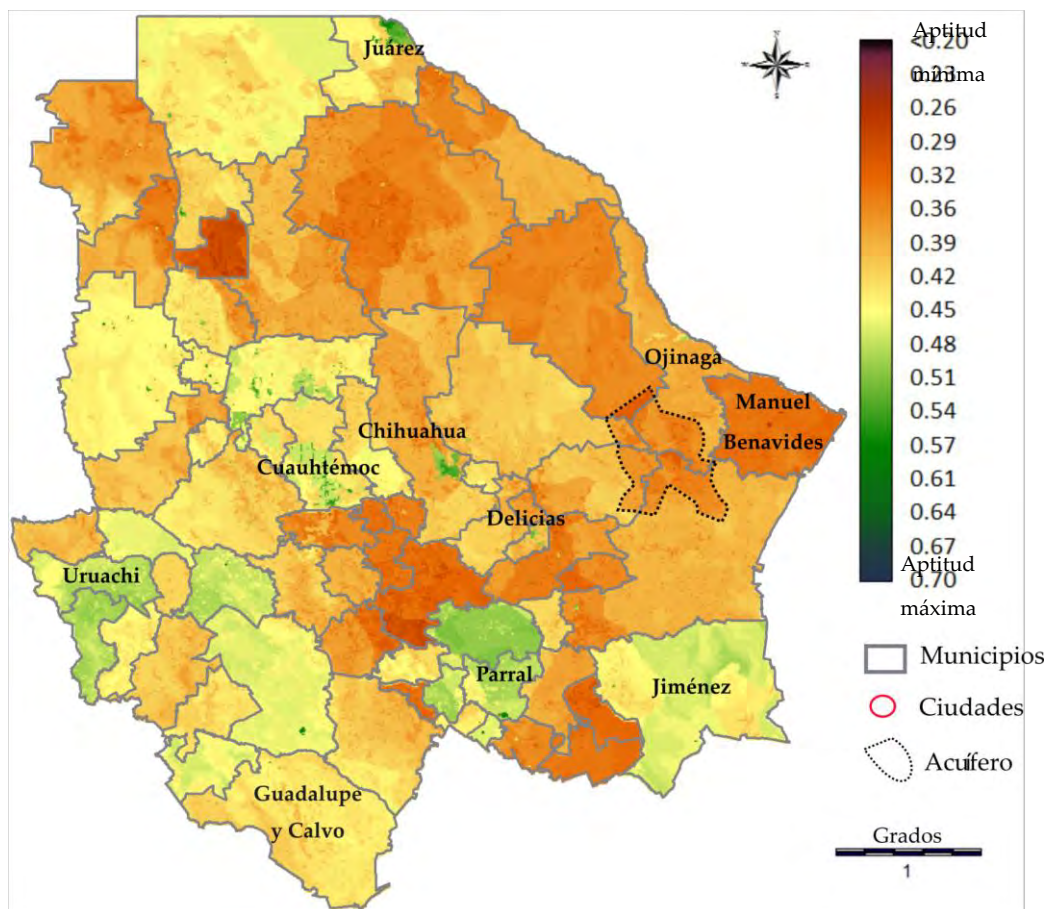 Juárez
Ojinaga
Manuel
Benavides
Chihuahua
Cuauhtémoc
Delicias
Uruachi
Parral
Jiménez
Guadalupe
y Calvo
<0.20
Aptitud
mínima
0.23
0.26
0.29
0.32
0.36
0.39
0.42
0.45
0.48
0.51
0.54
0.57
0.61
0.64
0.67
0.70
Aptitud
máxima
Municipios
Ciudades
Acuífero
Grados
1